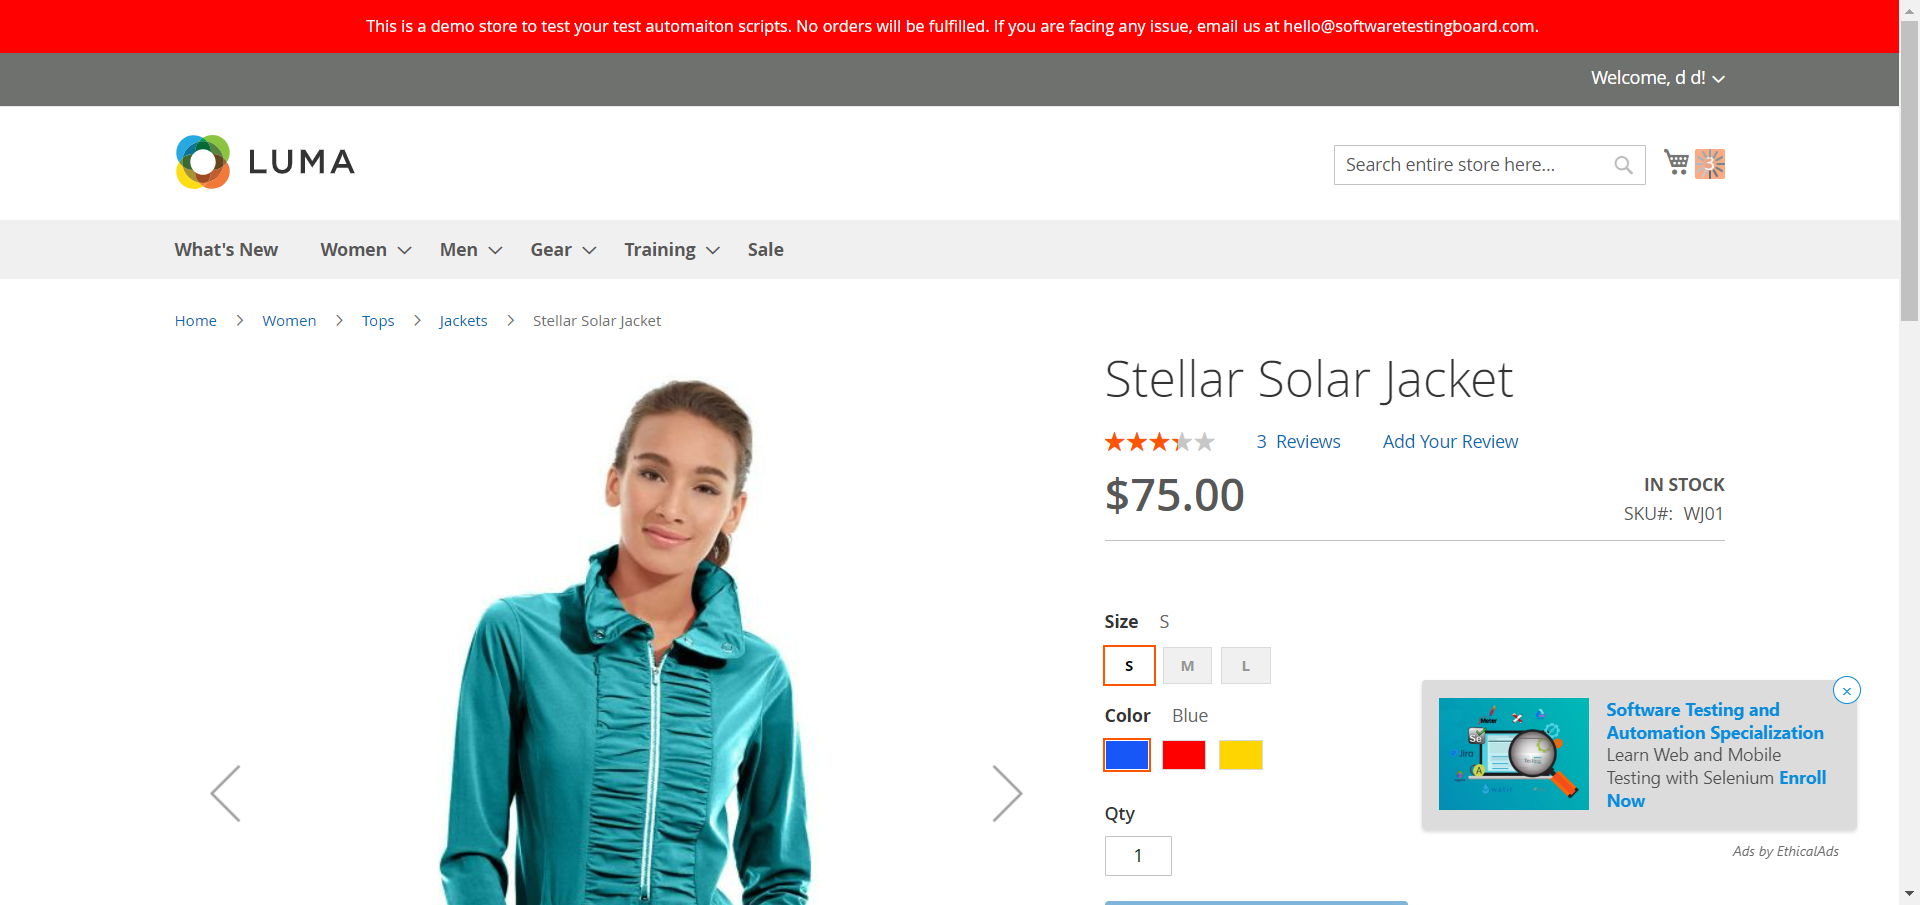 This is a demo store to test your test automaiton scripts. No orders will be fulfilled. If you are facing any issue, email us at hello@softwaretestingboard.com.
Welcome, d d!
LUMA
Search entire store here...
3
What's New Women Men Gear Training Sale
Home Women Tops Jackets Stellar Solar Jacket
Stellar Solar Jacket
3 Reviews Add Your Review
$75.00
IN STOCK
SKU#: WJ01
Size S
S M L
Color Blue
Qty
1
Software Testing and
Automation Specialization
Learn Web and Mobile
Testing with Selenium Enroll
Now
Meter
Se
Jira
A
Ads by EthicalAds